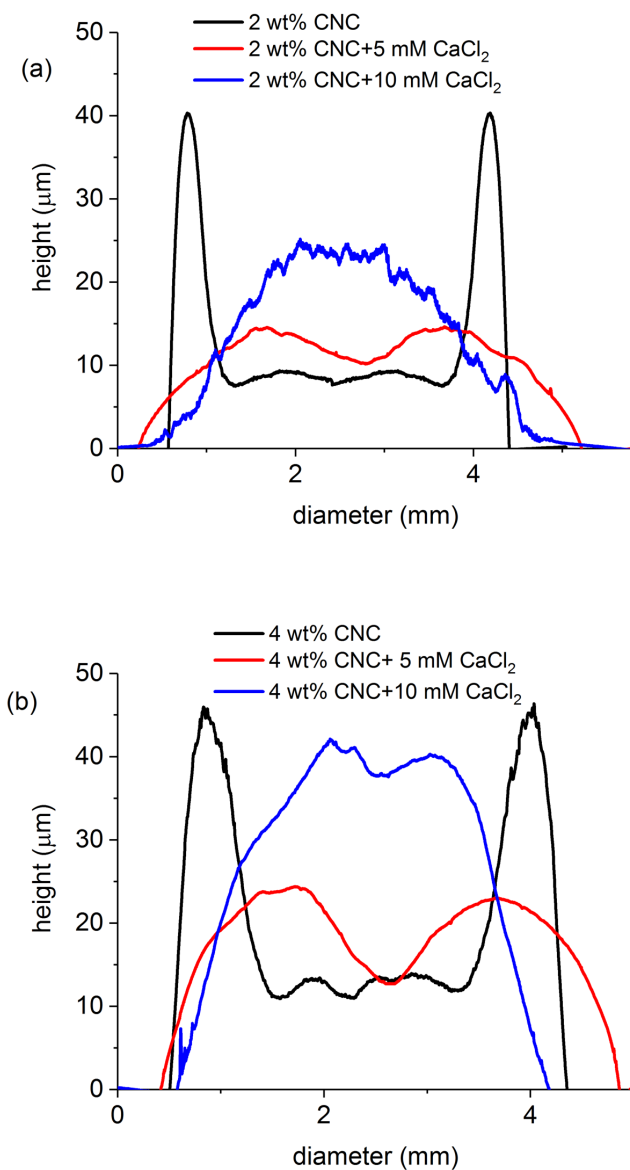 2 wt% CNC
2 wt% CNC+5 mM CaCl₂
2 wt% CNC+10 mM CaCl₂
(a)
50
40
30
20
10
0
height (μm)
0 2 4
diameter (mm)
4 wt% CNC
4 wt% CNC+ 5 mM CaCl₂
4 wt% CNC+10 mM CaCl₂
(b)
50
40
30
20
10
0
height (μm)
0 2 4
diameter (mm)